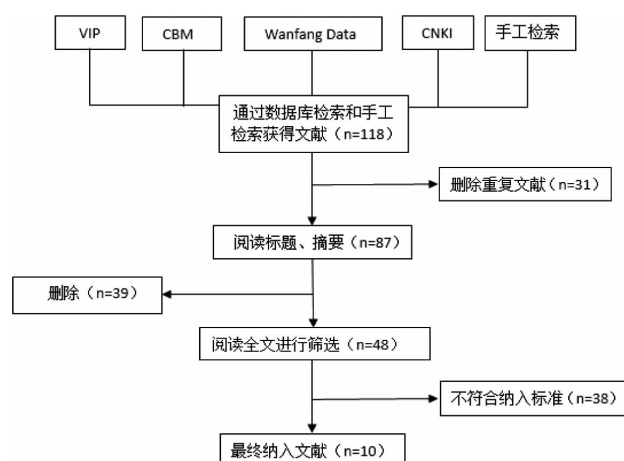 VIP
CBM
Wanfang Data
CNKI
手工检索
通过数据库检索和手工
检索获得文献（n=118）
删除重复文献（n=31）
阅读标题、摘要（n=87）
删除（n=39）
阅读全文进行筛选（n=48）
不符合纳入标准（n=38）
最终纳入文献（n=10）